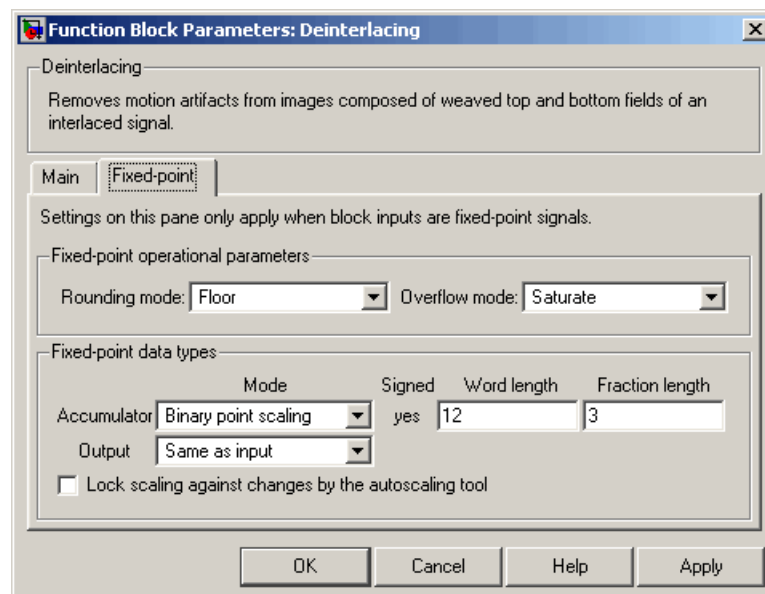 Function Block Parameters: Deinterlacing
Deinterlacing
Removes motion artifacts from images composed of weaved top and bottom fields of an
interlaced signal.
Main Fixed-point
Settings on this pane only apply when block inputs are fixed-point signals.
Fixed-point operational parameters
Rounding mode: Floor Overflow mode: Saturate
Fixed-point data types
Mode Signed Word length Fraction length
Accumulator Binary point scaling yes 12 3
Output Same as input
Lock scaling against changes by the autoscaling tool
OK Cancel Help Apply